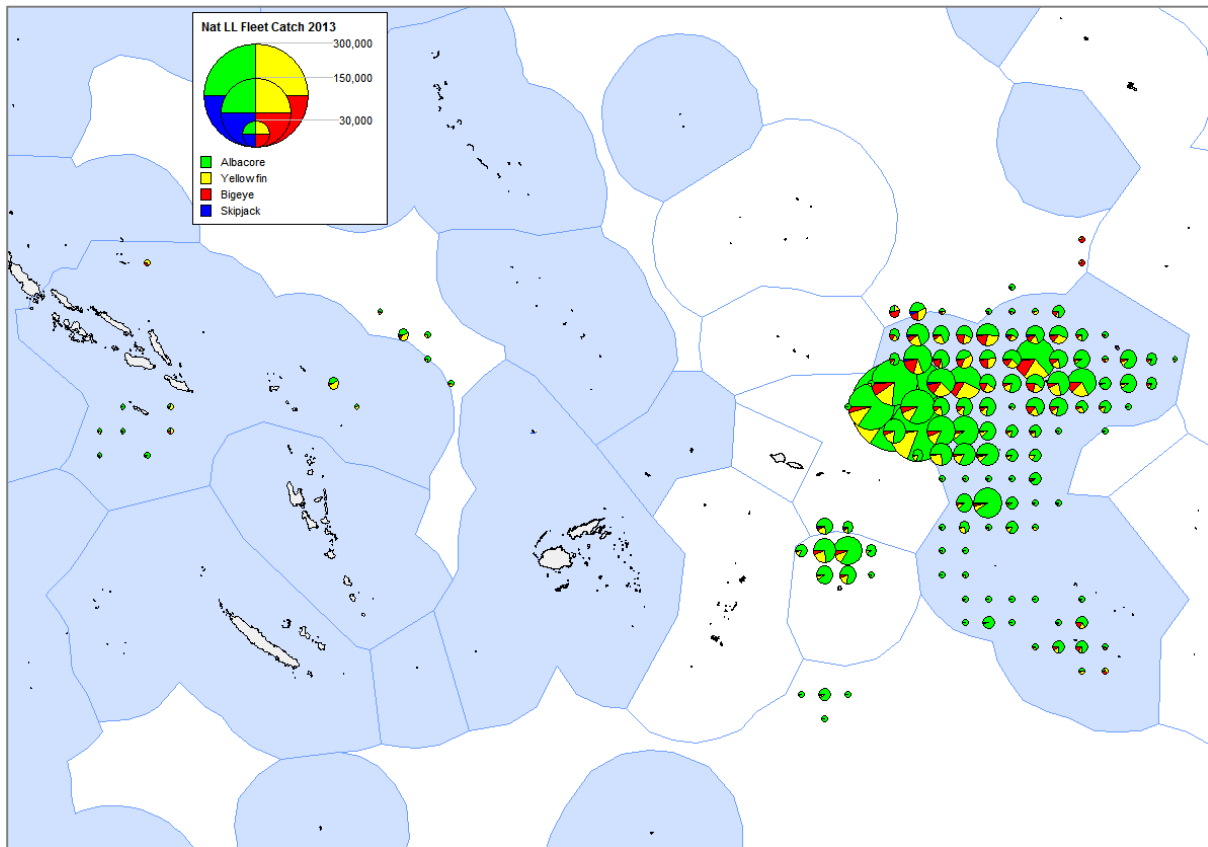 Nat LL Fleet Catch 2013
300,000
150,000
30,000
Albacore
Yellowfin
Bigeye
Skipjack